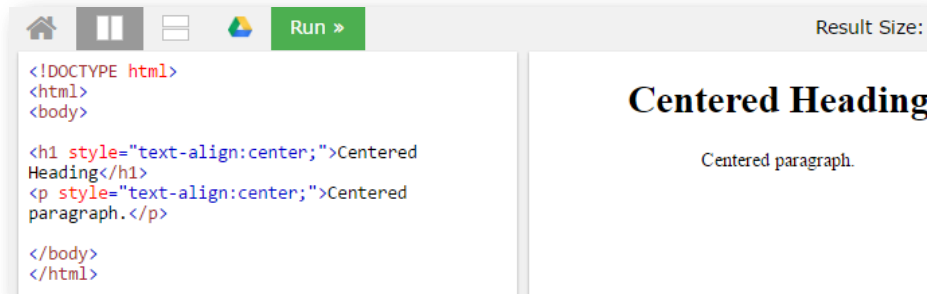 Run »
Result Size:
<!DOCTYPE html>
<html>
<body>
<h1 style="text-align:center;">Centered
Heading</h1>
<p style="text-align:center;">Centered
paragraph.</p>
</body>
</html>
Centered Heading
Centered paragraph.